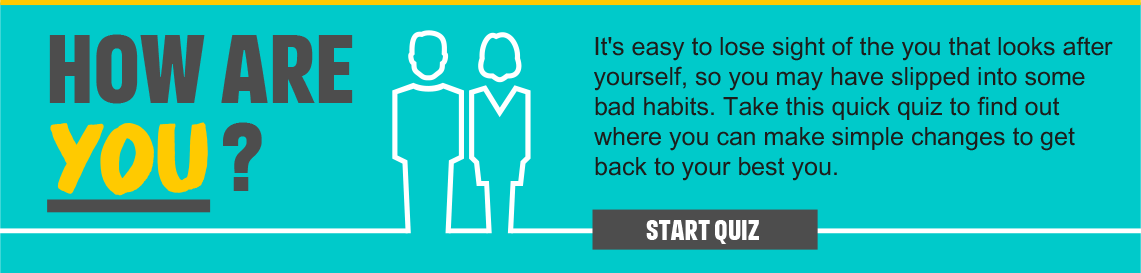 HOW ARE
YOU?
It's easy to lose sight of the you that looks after
yourself, so you may have slipped into some
bad habits. Take this quick quiz to find out
where you can make simple changes to get
back to your best you.
START QUIZ